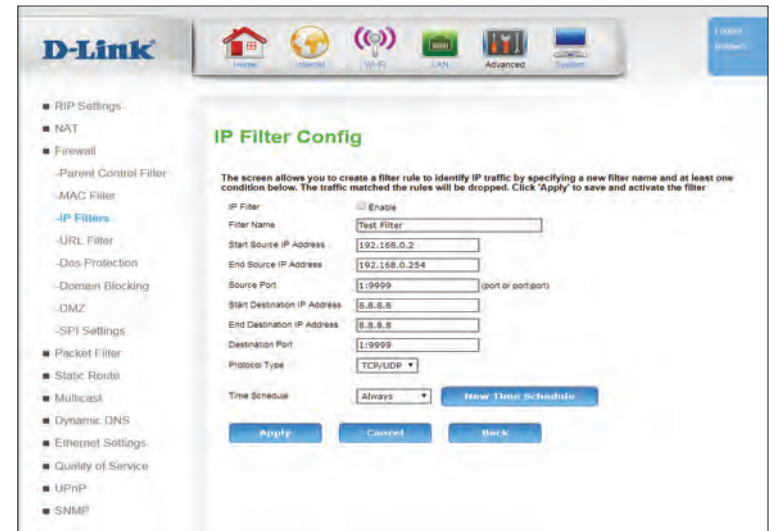 D-Link
Home
Internet
Wi-Fi
LAN
Advanced
System
Logout
RIP Settings
NAT
Firewall
-Parent Control Filter
-MAC Filter
-IP Filters
-URL Filter
-Dos Protection
-Domain Blocking
-DMZ
-SPI Settings
Packet Filter
Static Route
Multicast
Dynamic DNS
Ethernet Settings
Quality of Service
UPnP
SNMP
IP Filter Config
The screen allows you to create a filter rule to identify IP traffic by specifying a new filter name and at least one
condition below. The traffic matched the rules will be dropped. Click 'Apply' to save and activate the filter
IP Filter Enable
Filter Name Test Filter
Start Source IP Address 192.168.0.2
End Source IP Address 192.168.0.254
Source Port 1:9999 (port or port:port)
Start Destination IP Address 8.8.8.8
End Destination IP Address 8.8.8.8
Destination Port 1:9999
Protocol Type TCP/UDP
Time Schedule Always New Time Schedule
Apply Cancel Back